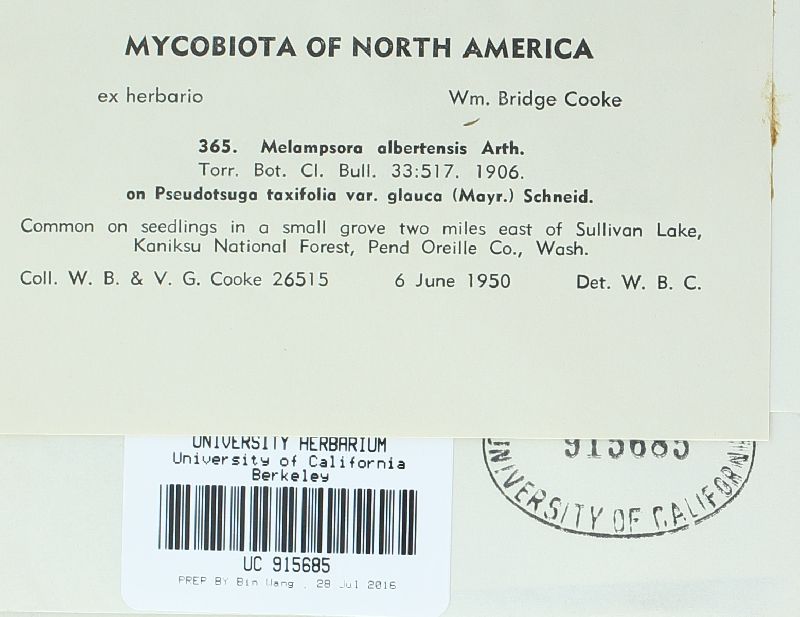 MYCOBIOTA OF NORTH AMERICA
ex herbario Wm. Bridge Cooke
365. Melampsora albertensis Arth.
Torr. Bot. Cl. Bull. 33:517. 1906.
on Pseudotsuga taxifolia var. glauca (Mayr.) Schneid.
Common on seedlings in a small grove two miles east of Sullivan Lake,
Kaniksu National Forest, Pend Oreille Co., Wash.
Coll. W. B. & V. G. Cooke 26515 6 June 1950 Det. W. B. C.
UNIVERSITY HERBARIUM
University of California
Berkeley
UC 915685
PREP BY Bin Wang , 28 Jul 2016
915685
UNIVERSITY OF CALIFORNI